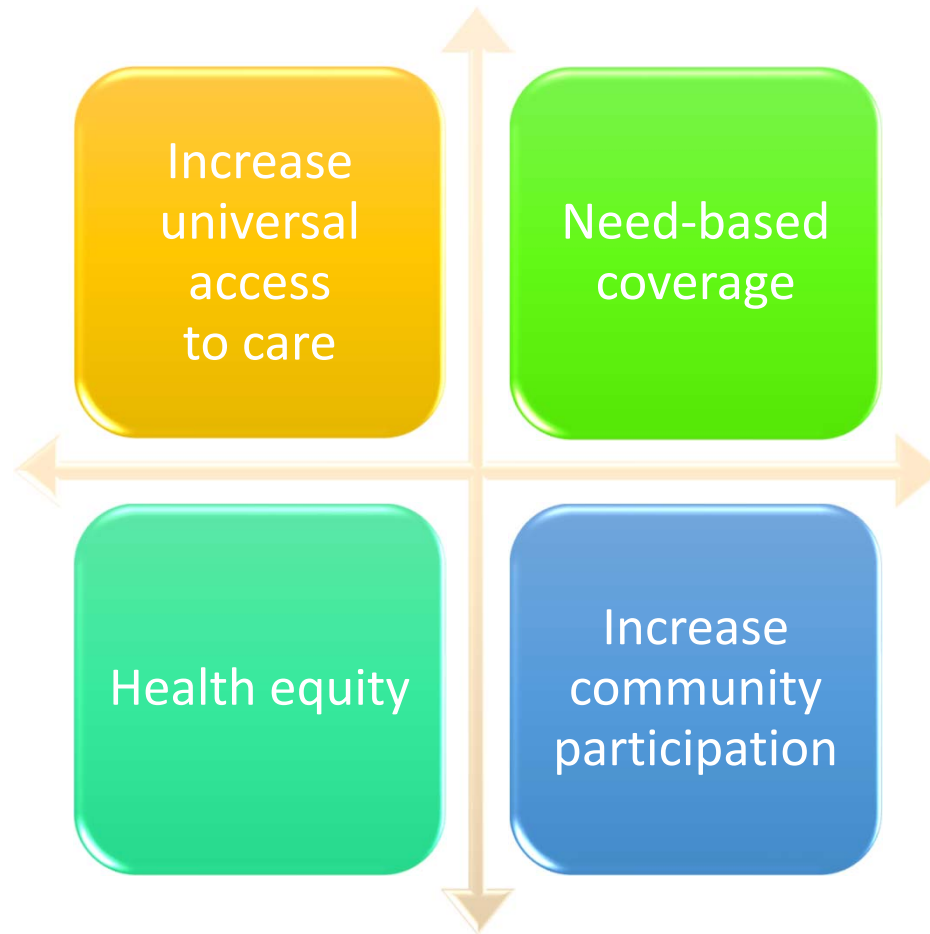 Increase
universal
access
to care
Need-based
coverage
Health equity
Increase
community
participation